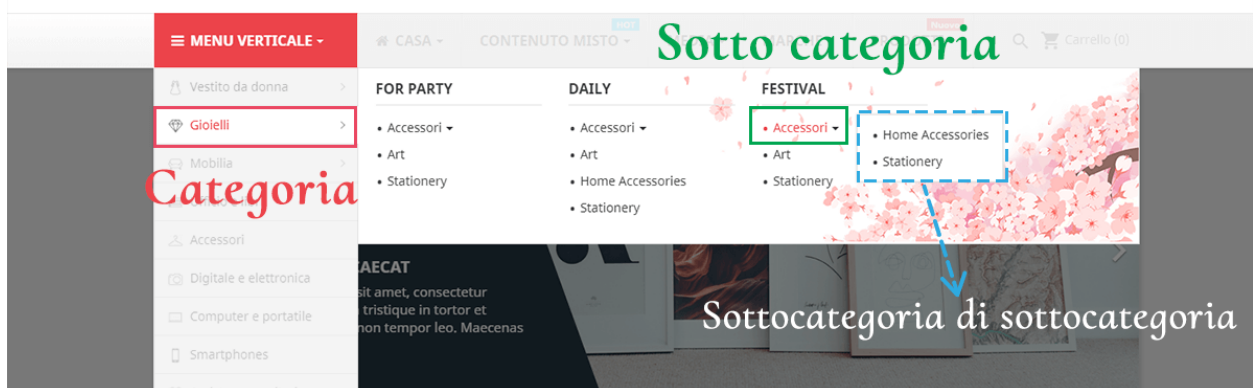 MENU VERTICALE
CASA
CONTENUTO MISTO
HOT
Nuovo
Carrello (0)
Sotto categoria
Vestito da donna
Gioielli
Mobilia
Categoria
Accessori
Digitale e elettronica
Computer e portatile
Smartphones
FOR PARTY
• Accessori
• Art
• Stationery
DAILY
• Accessori
• Art
• Home Accessories
• Stationery
FESTIVAL
• Accessori
• Art
• Stationery
• Home Accessories
• Stationery
AECAT
sit amet, consectetur
tristique in tortor et
non tempor leo. Maecenas
Sottocategoria di sottocategoria